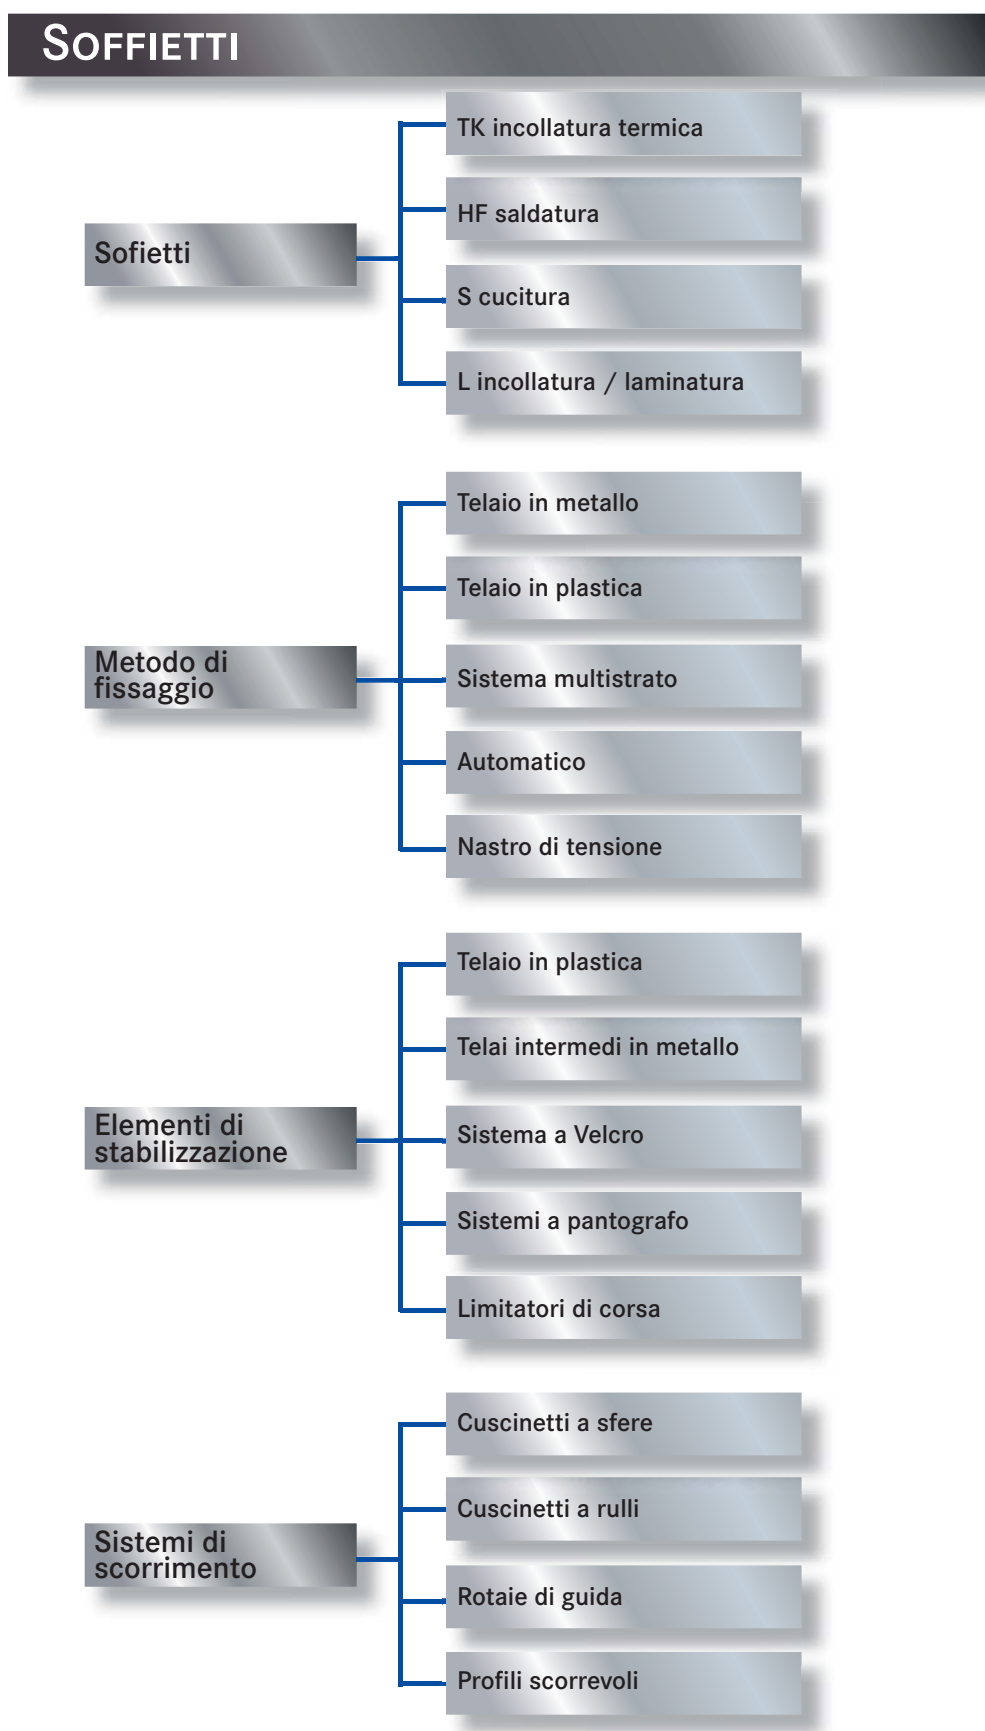 SOFFIETTI
Sofietti
TK incollatura termica
HF saldatura
S cucitura
L incollatura / laminatura
Metodo di
fissaggio
Telaio in metallo
Telaio in plastica
Sistema multistrato
Automatico
Nastro di tensione
Elementi di
stabilizzazione
Telaio in plastica
Telai intermedi in metallo
Sistema a Velcro
Sistemi a pantografo
Limitatori di corsa
Sistemi di
scorrimento
Cuscinetti a sfere
Cuscinetti a rulli
Rotaie di guida
Profili scorrevoli